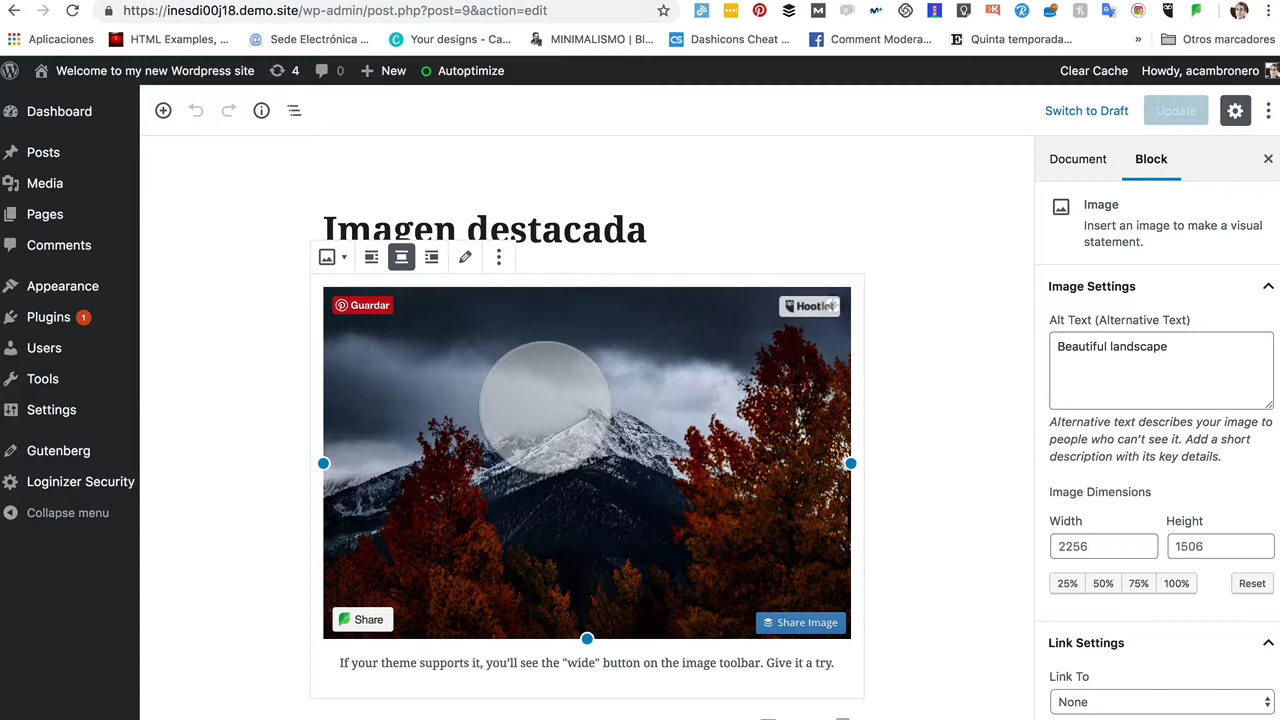 https://inesdi00j18.demo.site/wp-admin/post.php?post=9&action=edit
Aplicaciones
HTML Examples, ...
Sede Electrónica ...
Your designs - Ca...
MINIMALISMO | Bl...
Dashicons Cheat ...
Comment Modera...
Quinta temporada...
»
Otros marcadores
Welcome to my new Wordpress site
4
0
New
Autoptimize
Clear Cache
Howdy, acambronero
Dashboard
Posts
Media
Pages
Comments
Appearance
Plugins 1
Users
Tools
Settings
Gutenberg
Loginizer Security
Collapse menu
Switch to Draft
Update
Imagen destacada
Guardar
Hootlet
Share
Share Image
If your theme supports it, you’ll see the "wide" button on the image toolbar. Give it a try.
Document
Block
Image
Insert an image to make a visual
statement.
Image Settings
Alt Text (Alternative Text)
Beautiful landscape
Alternative text describes your image to
people who can’t see it. Add a short
description with its key details.
Image Dimensions
Width
Height
2256
1506
25%
50%
75%
100%
Reset
Link Settings
Link To
None